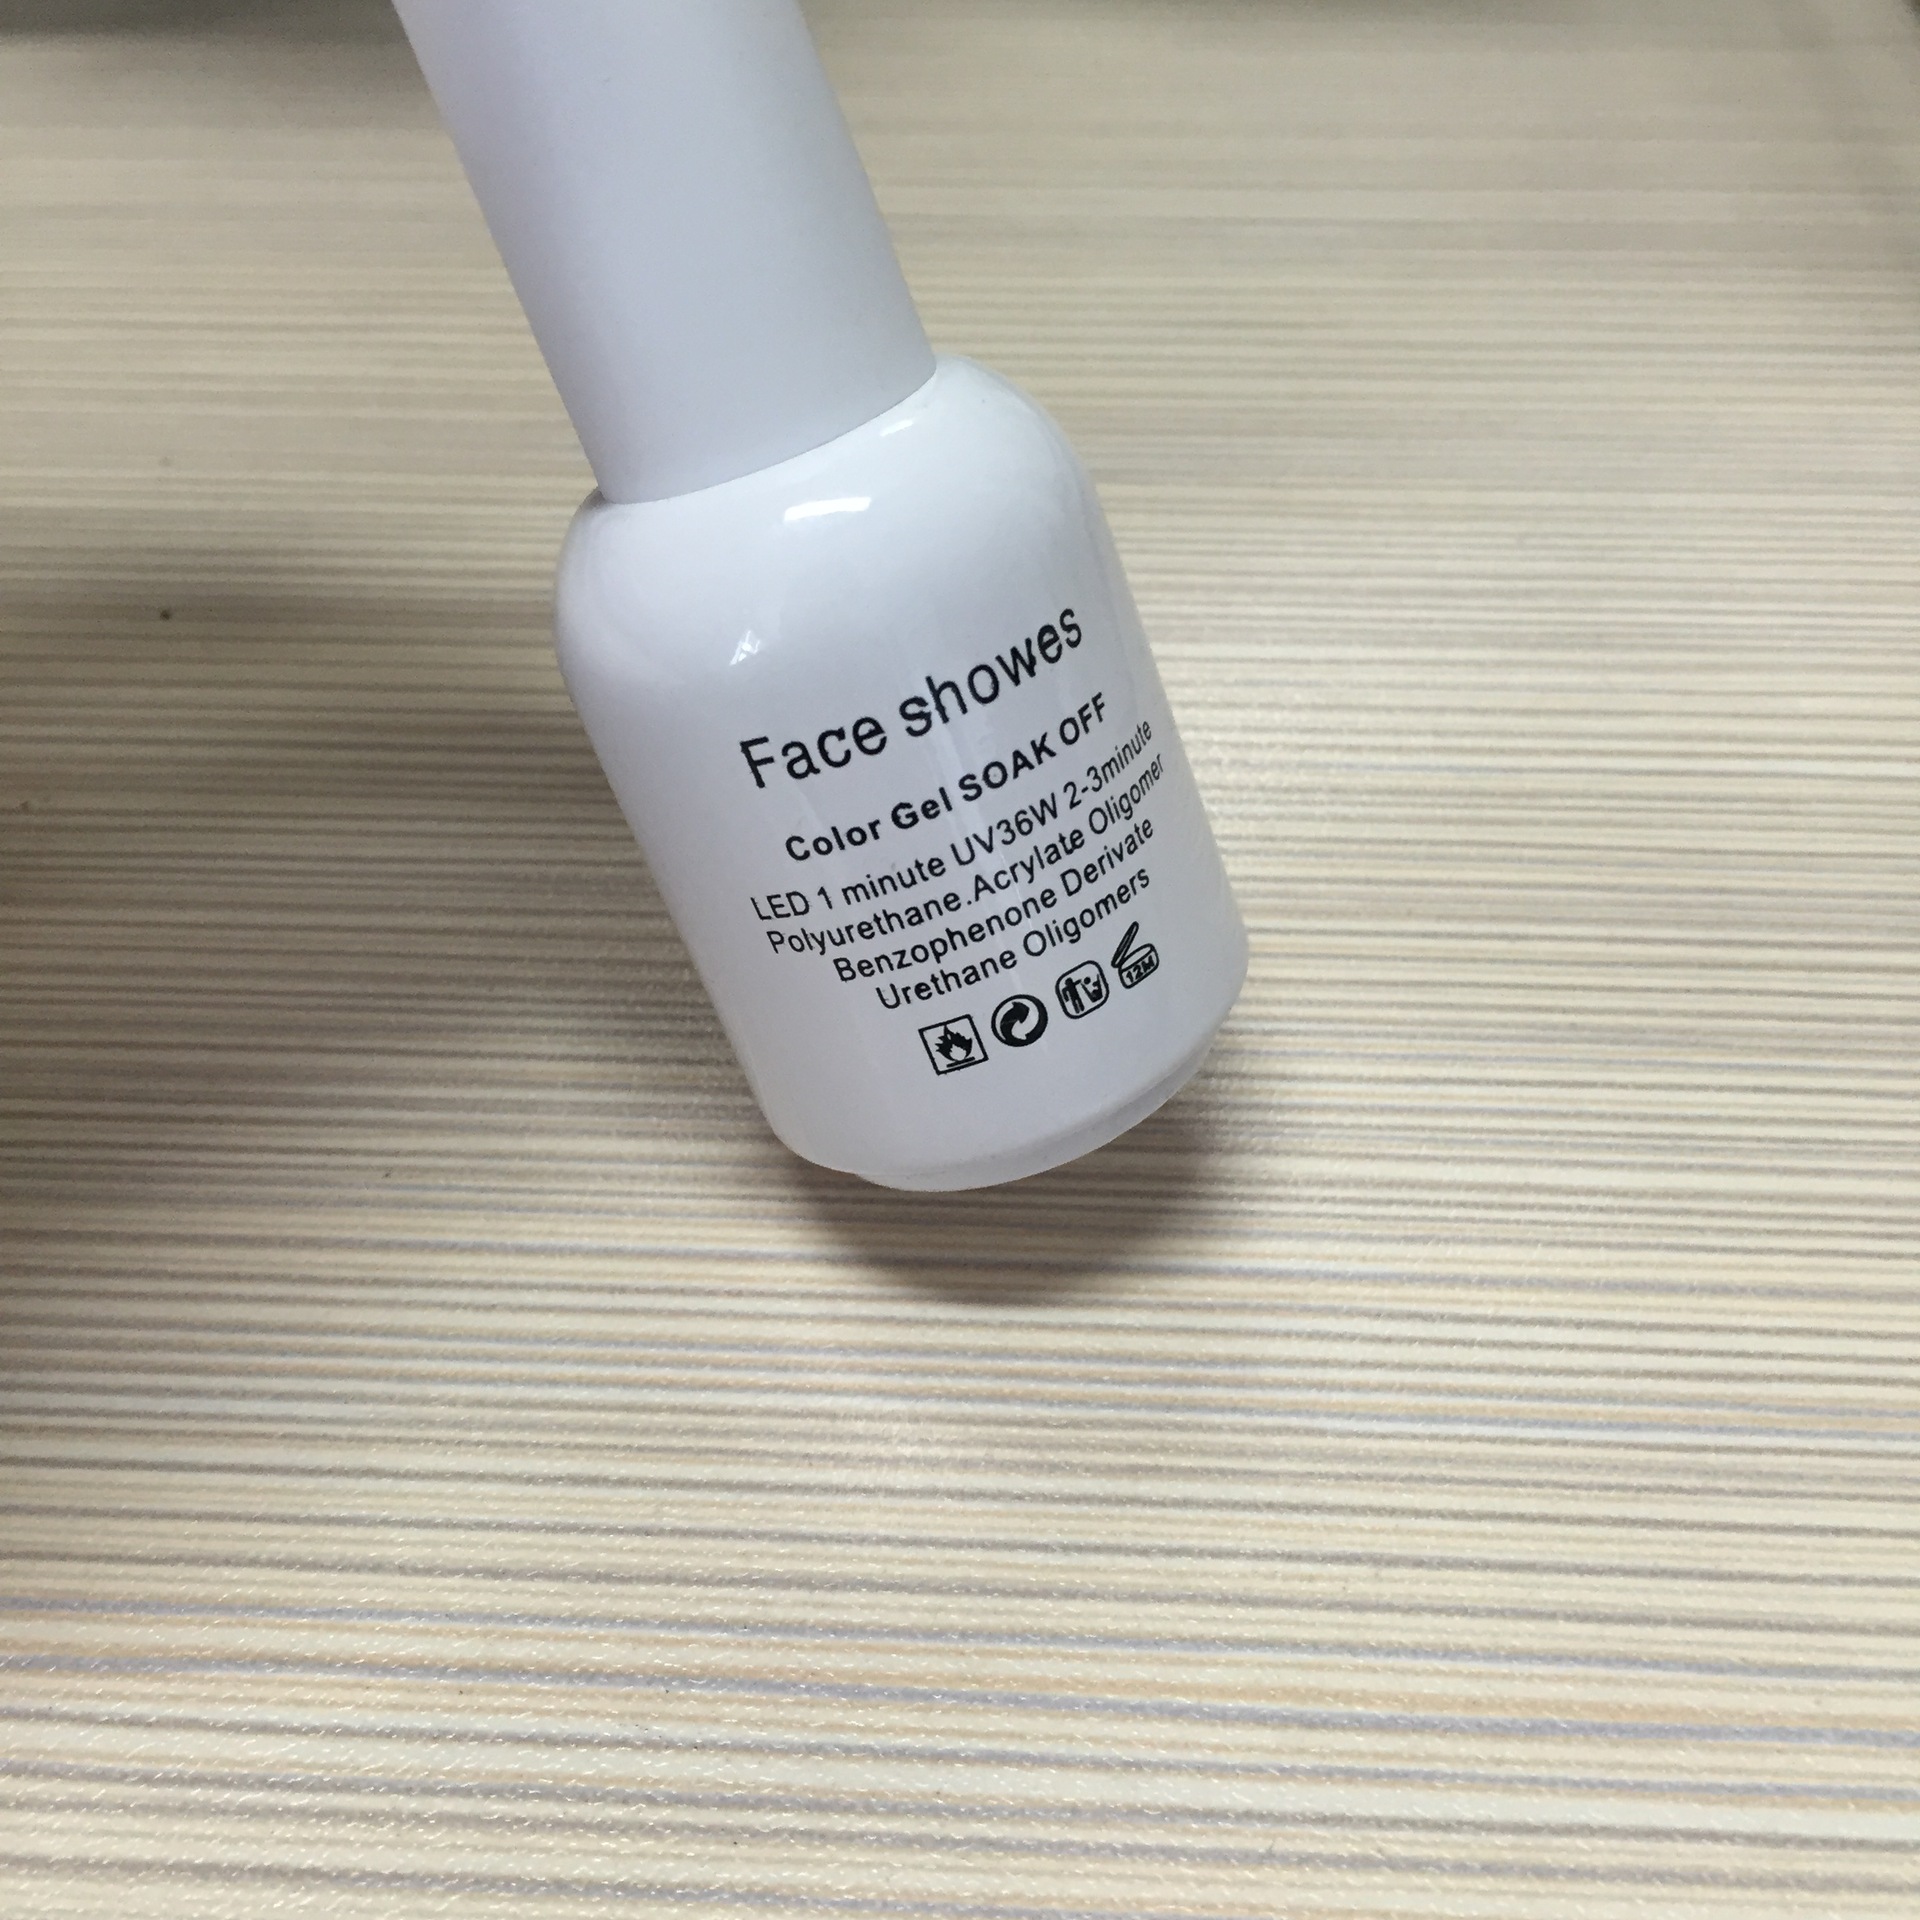 Face showes
Color Gel SOAK OFF
LED 1 minute UV36W 2-3minute
Polyurethane.Acrylate Oligomer
Benzophenone Derivate
Urethane Oligomers
12M